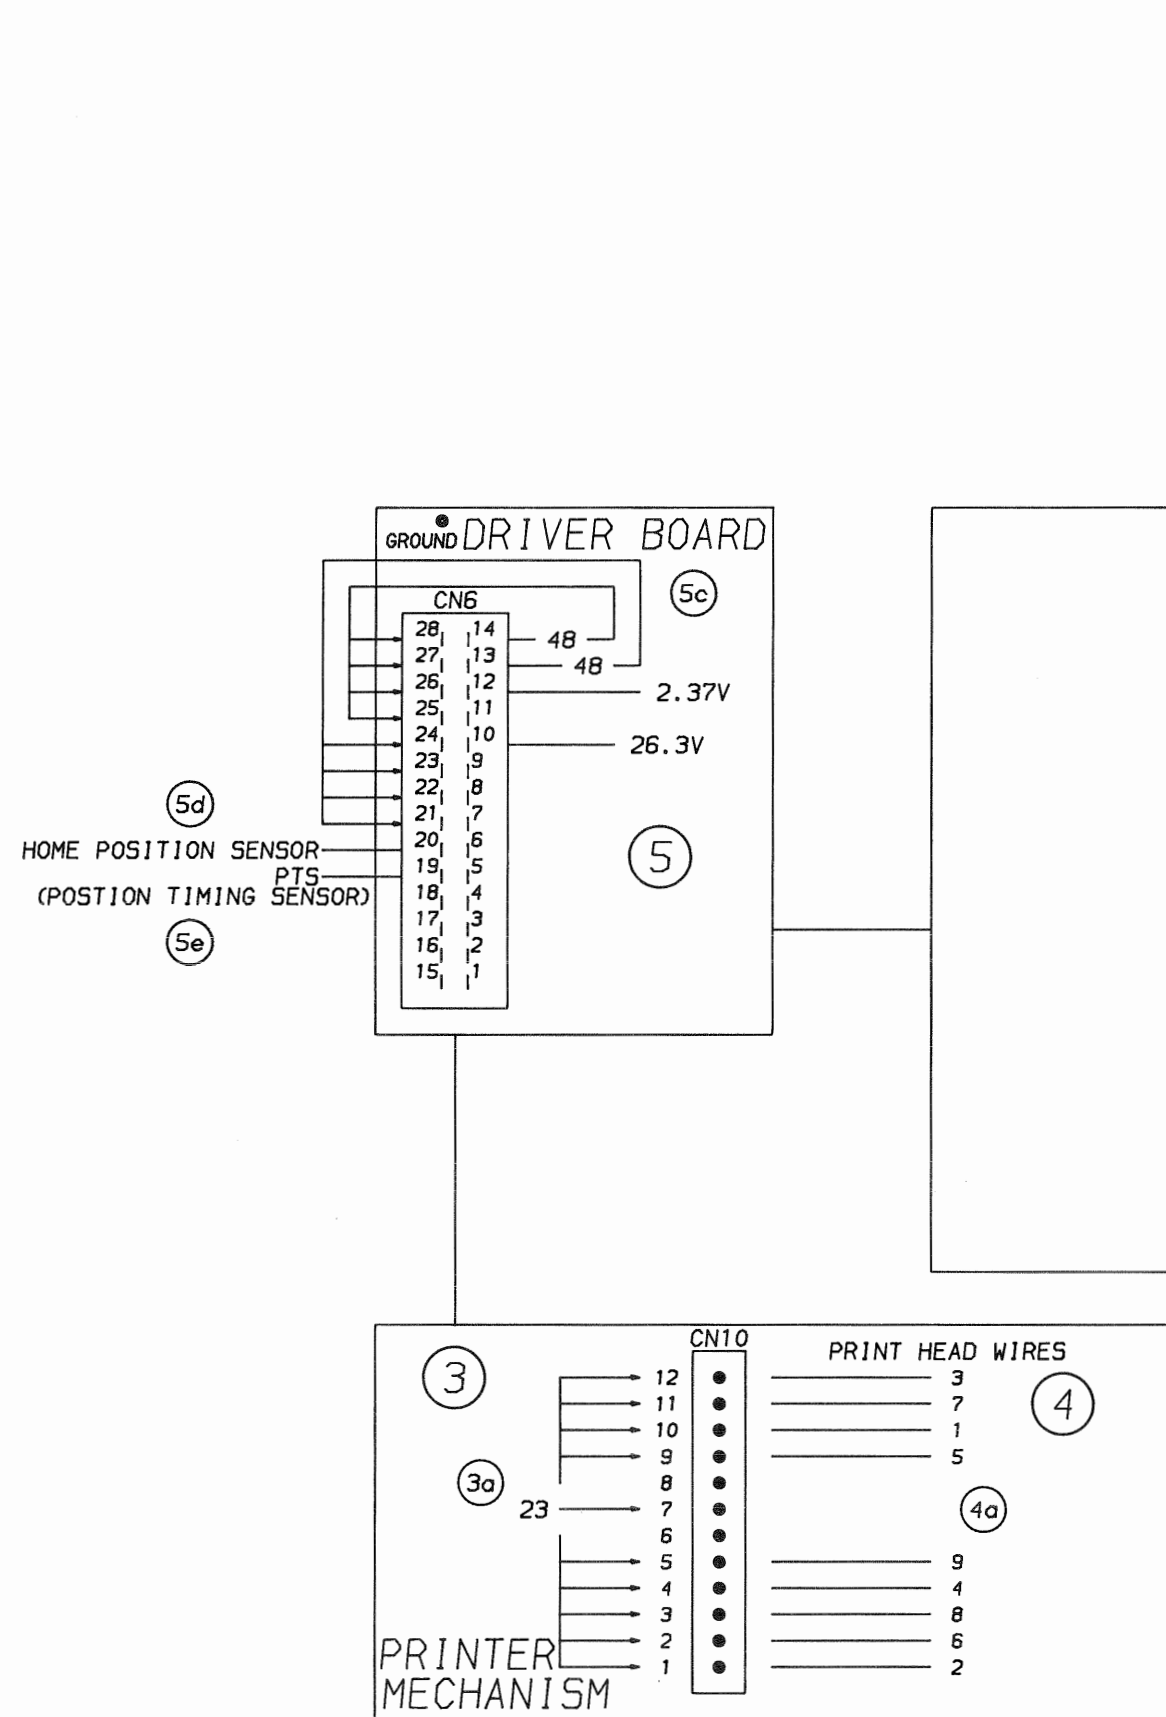 GROUND DRIVER BOARD
5c
CN6
28 14
48
27 13
48
26 12
2.37V
25 11
24 10
26.3V
23 9
22 8
5d
21 7
20 6
HOME POSITION SENSOR
5
19 5
PTS
18 4
(POSTION TIMING SENSOR)
17 3
5e
16 2
15 1
CN10
PRINT HEAD WIRES
3
12 3
11 7
4
10 1
9 5
3a
8
23 7
4a
6
5 9
4 4
3 8
2 6
1 2
PRINTER
MECHANISM